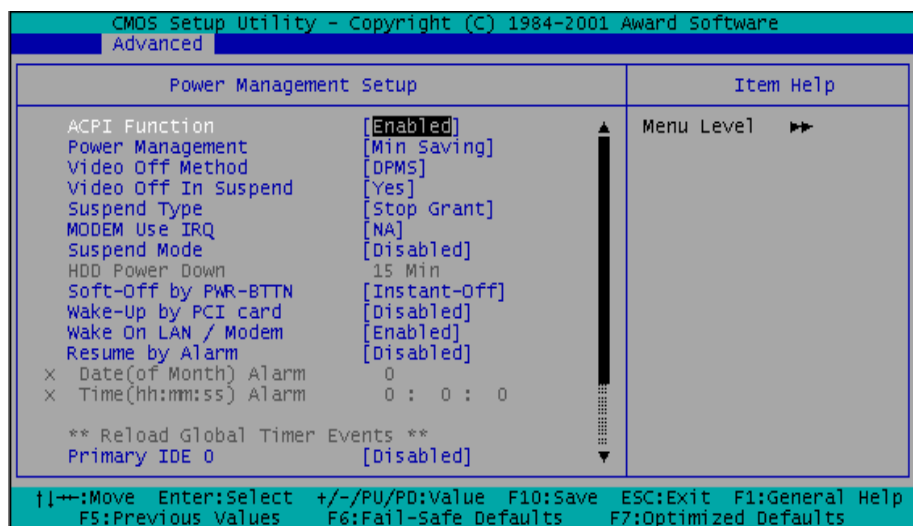 CMOS Setup Utility - Copyright (C) 1984-2001 Award Software
Advanced
Power Management Setup
Item Help
ACPI Function [Enabled]
Menu Level ▶▶
Power Management [Min Saving]
Video Off Method [DPMS]
Video Off In Suspend [Yes]
Suspend Type [Stop Grant]
MODEM Use IRQ [NA]
Suspend Mode [Disabled]
HDD Power Down 15 Min
Soft-Off by PWR-BTTN [Instant-Off]
Wake-Up by PCI card [Disabled]
Wake On LAN / Modem [Enabled]
Resume by Alarm [Disabled]
x Date(of Month) Alarm 0
x Time(hh:mm:ss) Alarm 0 : 0 : 0
** Reload Global Timer Events **
Primary IDE 0 [Disabled]
↑↓→←:Move Enter:Select +/-/PU/PD:Value F10:Save ESC:Exit F1:General Help
F5:Previous Values F6:Fail-Safe Defaults F7:Optimized Defaults